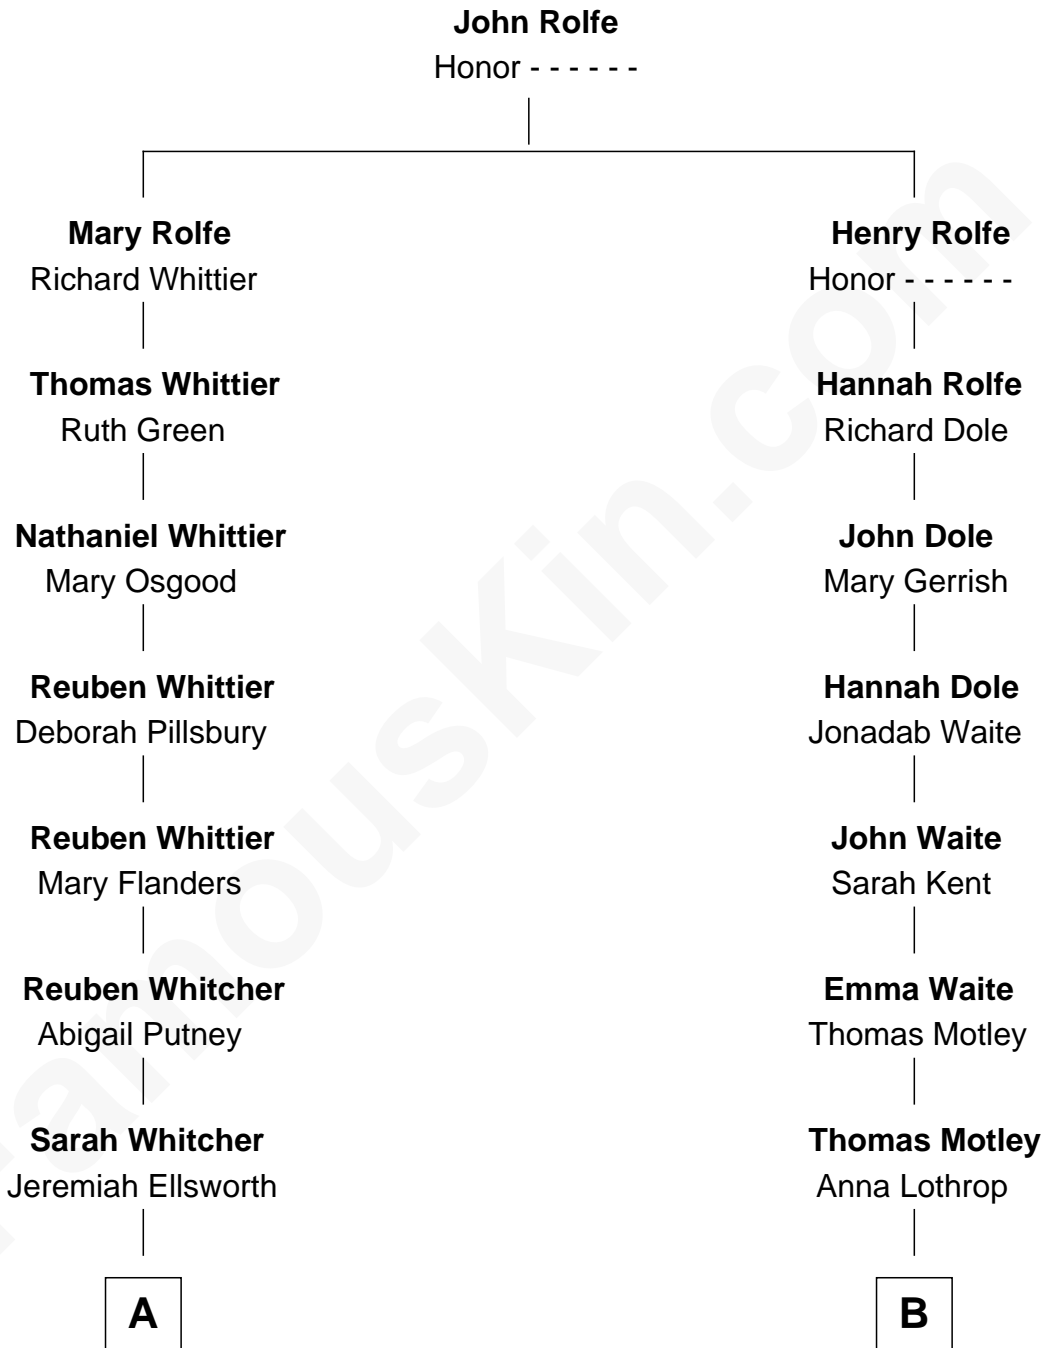 John Rolfe
Honor - - - - - -
Mary Rolfe
Richard Whittier
Thomas Whittier
Ruth Green
Nathaniel Whittier
Mary Osgood
Reuben Whittier
Deborah Pillsbury
Reuben Whittier
Mary Flanders
Reuben Whitcher
Abigail Putney
Sarah Whitcher
Jeremiah Ellsworth
A
Henry Rolfe
Honor - - - - - -
Hannah Rolfe
Richard Dole
John Dole
Mary Gerrish
Hannah Dole
Jonadab Waite
John Waite
Sarah Kent
Emma Waite
Thomas Motley
Thomas Motley
Anna Lothrop
B
FamousKin.com